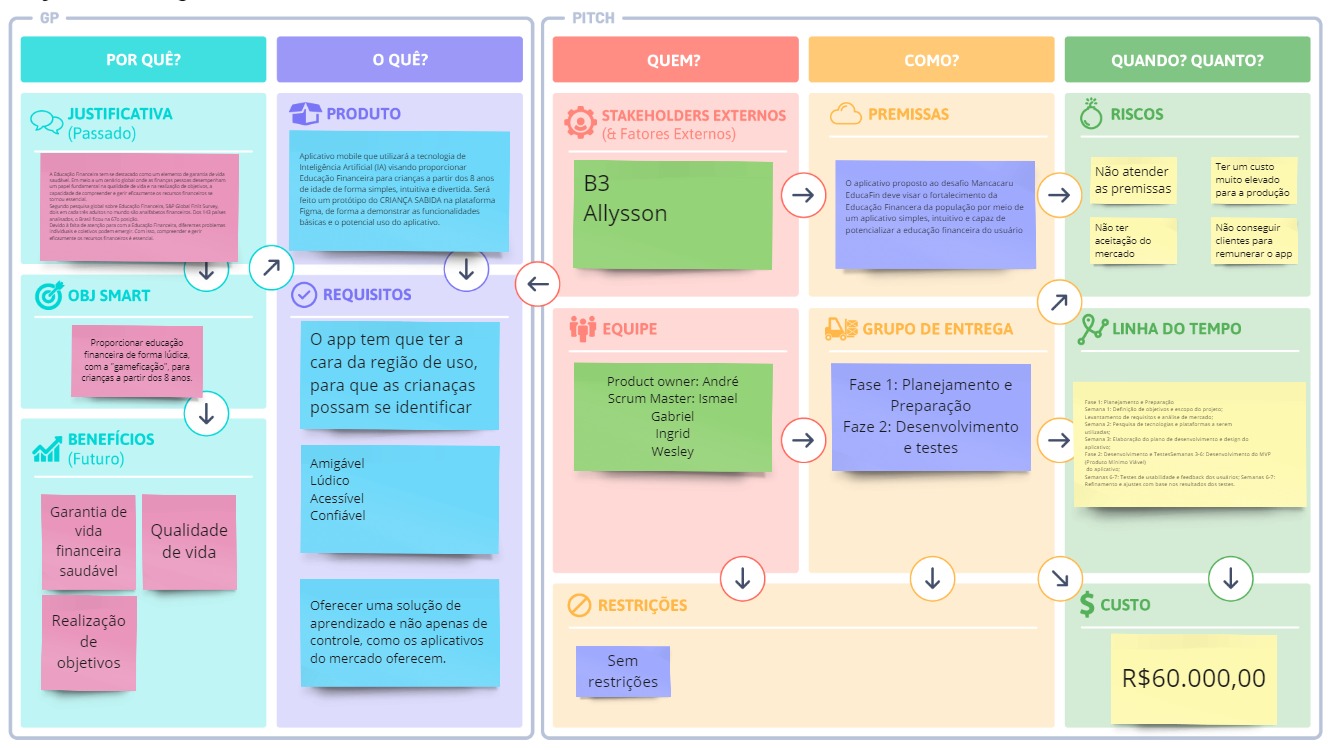 GP
PITCH
POR QUÊ?
JUSTIFICATIVA
(Passado)
A Educação Financeira tem-se destacado como um elemento de garantia de vida
saudável. Em meio a um cenário global onde as finanças pessoais desempenham
um papel fundamental na qualidade de vida e na realização de objetivos, a
capacidade de compreender e gerir eficazmente os recursos financeiros se
tornou essencial.
Segundo pesquisa global sobre Educação Financeira, S&P Global FinIit Survey,
dois em cada três adultos no mundo são analfabetos financeiros. Dos 143 países
analisados, o Brasil ficou na 67ª posição.
Devido à falta de atenção para com a Educação Financeira, diferentes problemas
individuais e coletivos podem emergir. Com isso, compreender e gerir
eficazmente os recursos financeiros é essencial.
OBJ SMART
Proporcionar educação
financeira de forma lúdica,
com a "gameficação", para
crianças a partir dos 8 anos.
BENEFÍCIOS
(Futuro)
Garantia de
vida
financeira
saudável
Qualidade
de vida
Realização
de
objetivos
O QUÊ?
PRODUTO
Aplicativo mobile que utilizará a tecnologia de
Inteligência Artificial (IA) visando proporcionar
Educação Financeira para crianças a partir dos 8 anos
de idade de forma simples, intuitiva e divertida. Será
feito um protótipo do CRIANÇA SABIDA na plataforma
Figma, de forma a demonstrar as funcionalidades
básicas e o potencial uso do aplicativo.
REQUISITOS
O app tem que ter a
cara da região de uso,
para que as crianaças
possam se identificar
Amigável
Lúdico
Acessível
Confiável
Oferecer uma solução de
aprendizado e não apenas de
controle, como os aplicativos
do mercado oferecem.
QUEM?
STAKEHOLDERS EXTERNOS
(& Fatores Externos)
B3
Allysson
EQUIPE
Product owner: André
Scrum Master: Ismael
Gabriel
Ingrid
Wesley
COMO?
PREMISSAS
O aplicativo proposto ao desafio Mancacaru
EducaFin deve visar o fortalecimento da
Educação Financera da população por meio de
um aplicativo simples, intuitivo e capaz de
potencializar a educação financeira do usuário
GRUPO DE ENTREGA
Fase 1: Planejamento e
Preparação
Faze 2: Desenvolvimento
e testes
RESTRIÇÕES
Sem
restrições
QUANDO? QUANTO?
RISCOS
Não atender
as premissas
Ter um custo
muito elevado
para a produção
Não ter
aceitação do
mercado
Não conseguir
clientes para
remunerar o app
LINHA DO TEMPO
Fase 1: Planejamento e Preparação
Semana 1: Definição de objetivos e escopo do projeto;
Levantamento de requisitos e análise de mercado;
Semana 2: Pesquisa de tecnologias e plataformas a serem
utilizadas;
Semana 3: Elaboração do plano de desenvolvimento e design do
aplicativo;
Fase 2: Desenvolvimento e TestesSemanas 3-6: Desenvolvimento do MVP
(Produto Mínimo Viável)
do aplicativo;
Semanas 6-7: Testes de usabilidade e feedback dos usuários; Semanas 6-7:
Refinamento e ajustes com base nos resultados dos testes.
CUSTO
R$60.000,00